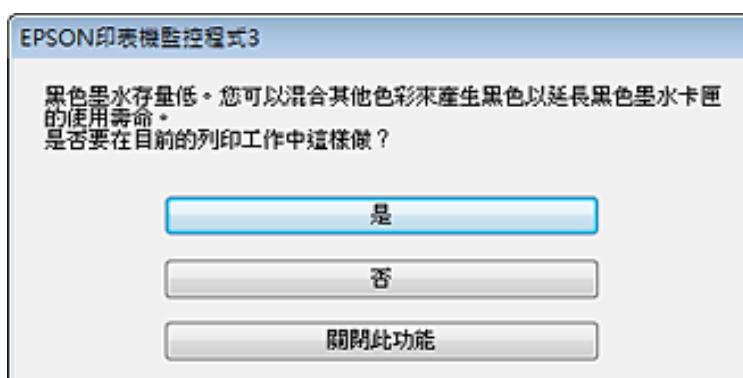 EPSON印表機監控程式3
黑色墨水存量低。您可以混合其他色彩來產生黑色以延長黑色墨水卡匣
的使用壽命。
是否要在目前的列印工作中這樣做？
是
否
關閉此功能